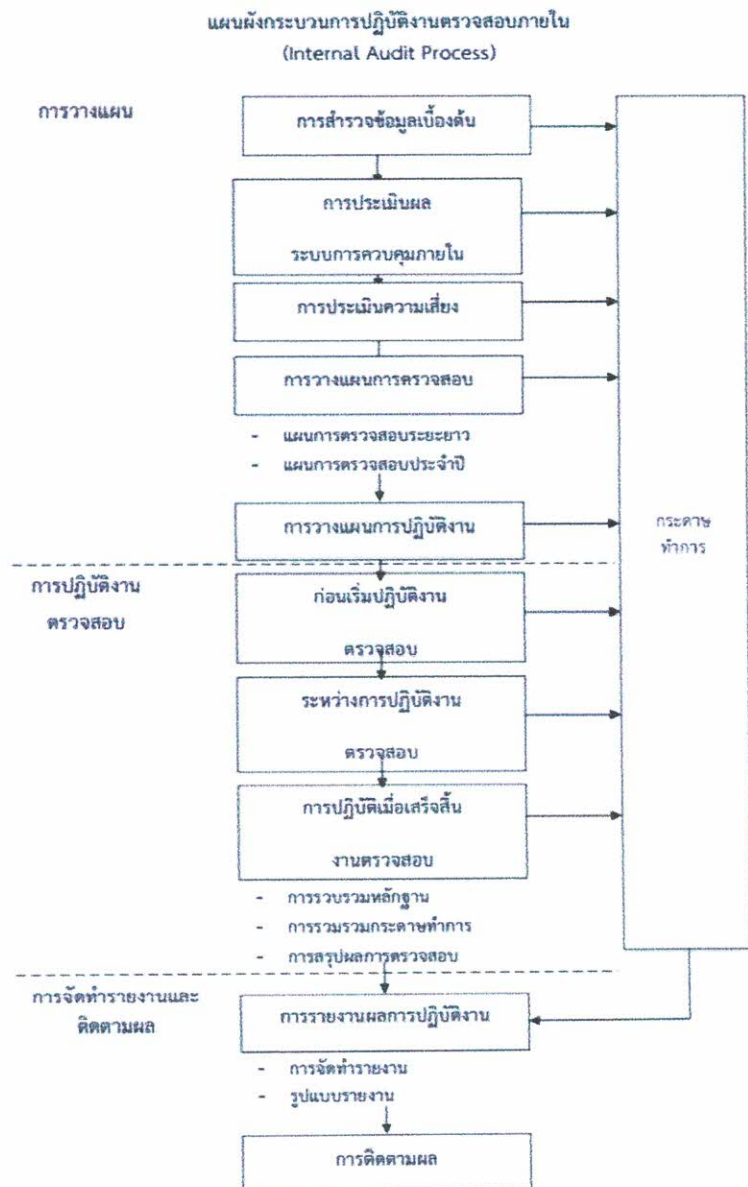 แผนผังกระบวนการปฏิบัติงานตรวจสอบภายใน
(Internal Audit Process)
การวางแผน
การสำรวจข้อมูลเบื้องต้น
การประเมินผล
ระบบการควบคุมภายใน
การประเมินความเสี่ยง
การวางแผนการตรวจสอบ
- แผนการตรวจสอบระยะยาว
- แผนการตรวจสอบประจำปี
การวางแผนการปฏิบัติงาน
กระดาษ
ทำการ
การปฏิบัติงาน
ตรวจสอบ
ก่อนเริ่มปฏิบัติงาน
ตรวจสอบ
ระหว่างการปฏิบัติงาน
ตรวจสอบ
การปฏิบัติเมื่อเสร็จสิ้น
งานตรวจสอบ
- การรวบรวมหลักฐาน
- การรวมรวมกระดาษทำการ
- การสรุปผลการตรวจสอบ
การจัดทำรายงานและ
ติดตามผล
การรายงานผลการปฏิบัติงาน
- การจัดทำรายงาน
- รูปแบบรายงาน
การติดตามผล